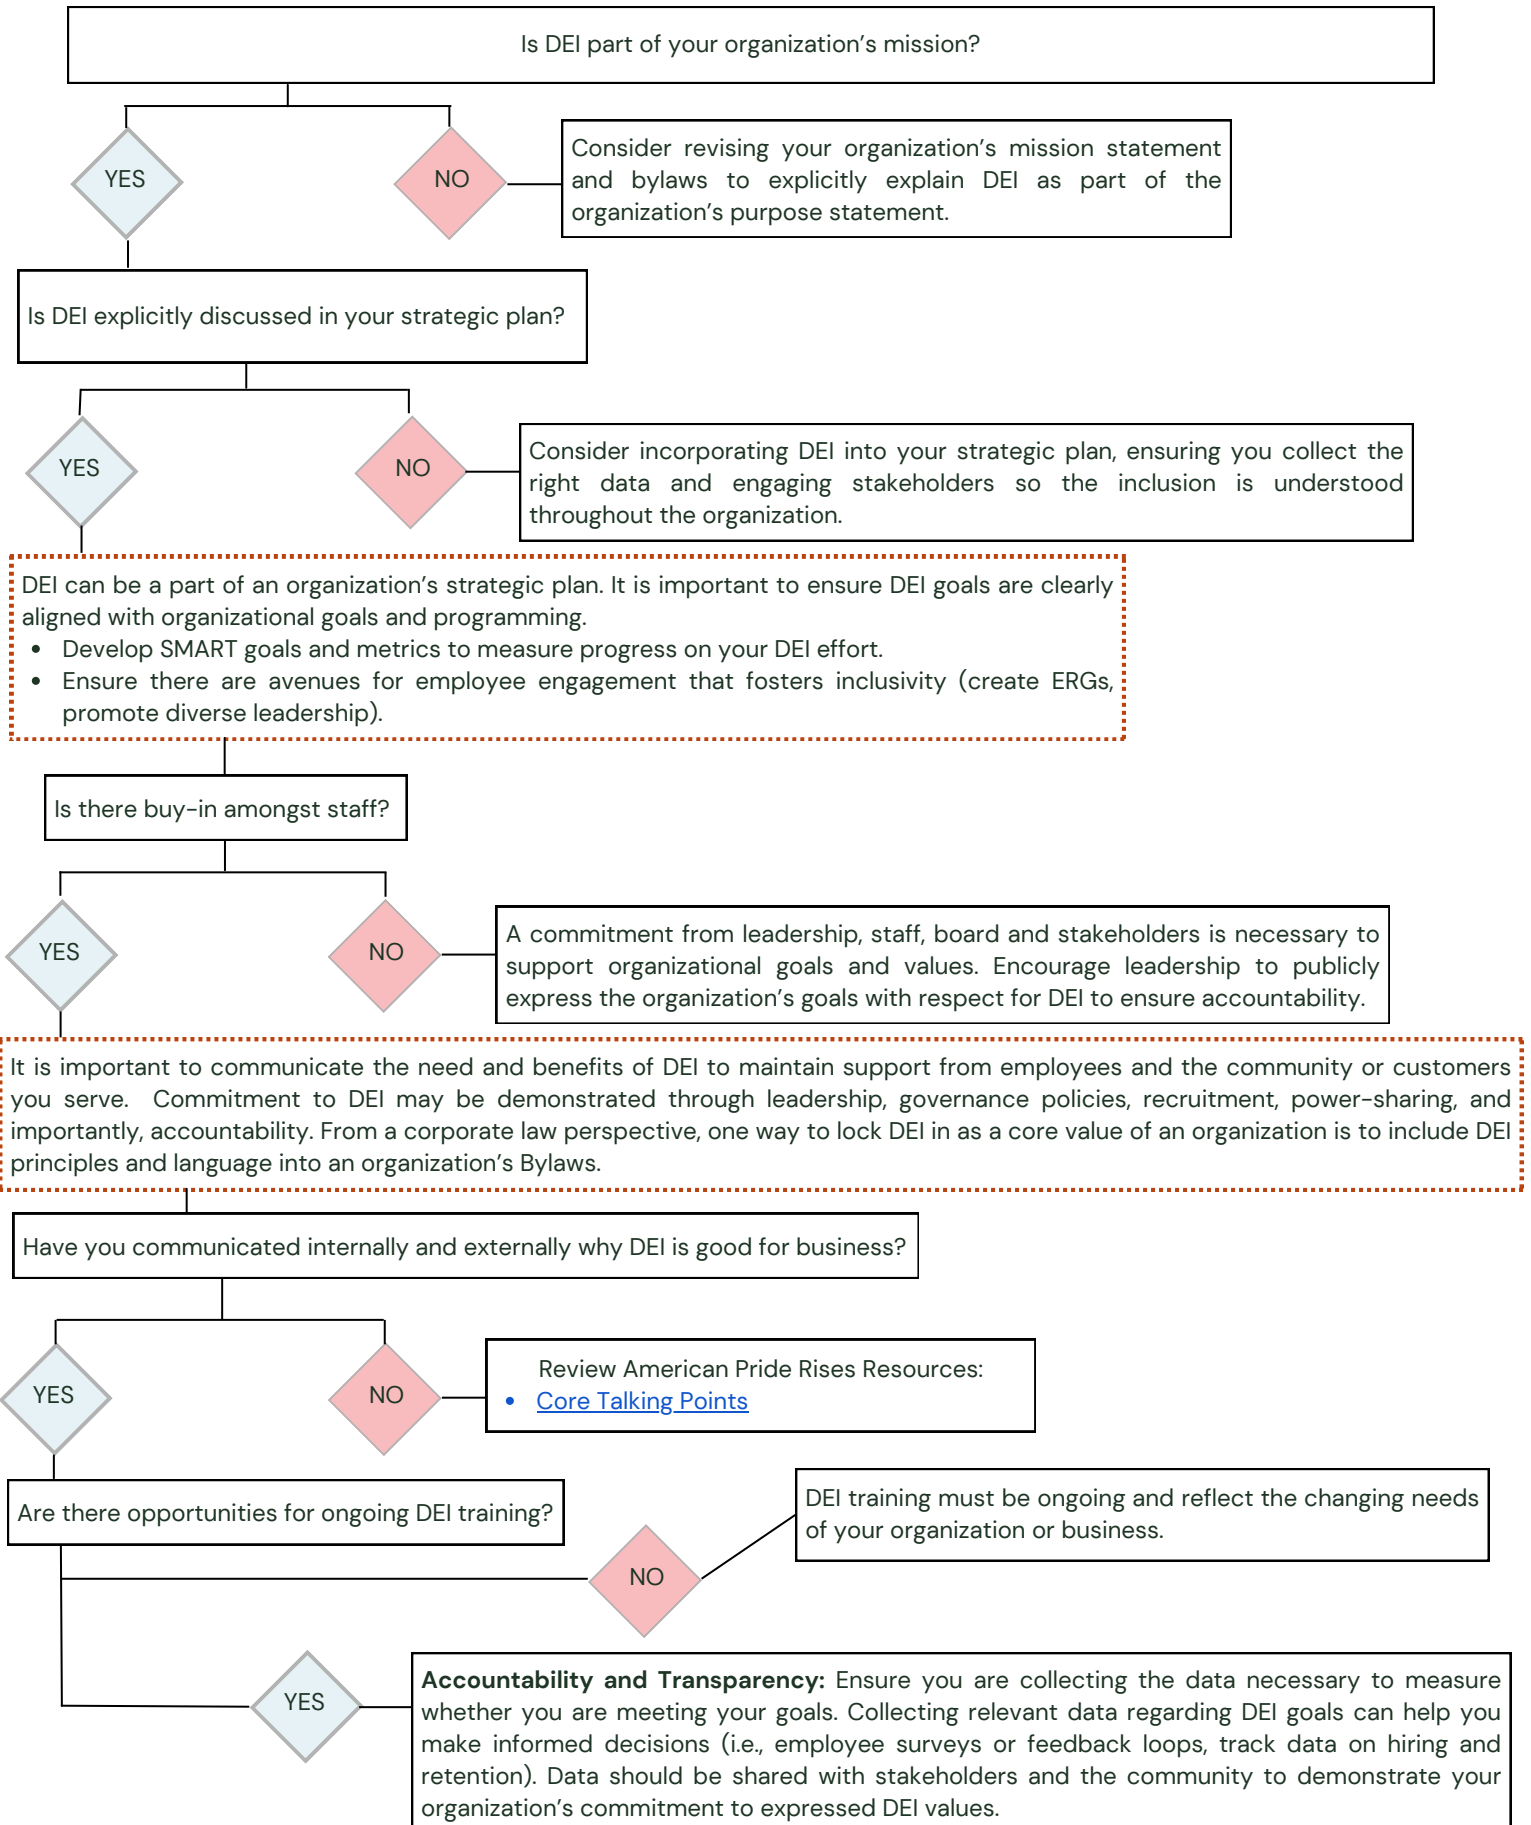 Is DEI part of your organization's mission?
YES
NO
Consider revising your organization's mission statement
and bylaws to explicitly explain DEI as part of the
organization's purpose statement.
Is DEI explicitly discussed in your strategic plan?
YES
NO
Consider incorporating DEI into your strategic plan, ensuring you collect the
right data and engaging stakeholders so the inclusion is understood
throughout the organization.
DEI can be a part of an organization's strategic plan. It is important to ensure DEI goals are clearly
aligned with organizational goals and programming.
• Develop SMART goals and metrics to measure progress on your DEI effort.
• Ensure there are avenues for employee engagement that fosters inclusivity (create ERGs,
promote diverse leadership).
Is there buy-in amongst staff?
YES
NO
A commitment from leadership, staff, board and stakeholders is necessary to
support organizational goals and values. Encourage leadership to publicly
express the organization's goals with respect for DEI to ensure accountability.
It is important to communicate the need and benefits of DEI to maintain support from employees and the community or customers
you serve. Commitment to DEI may be demonstrated through leadership, governance policies, recruitment, power-sharing, and
importantly, accountability. From a corporate law perspective, one way to lock DEI in as a core value of an organization is to include DEI
principles and language into an organization's Bylaws.
Have you communicated internally and externally why DEI is good for business?
YES
NO
Review American Pride Rises Resources:
• Core Talking Points
Are there opportunities for ongoing DEI training?
NO
DEI training must be ongoing and reflect the changing needs
of your organization or business.
YES
Accountability and Transparency: Ensure you are collecting the data necessary to measure
whether you are meeting your goals. Collecting relevant data regarding DEI goals can help you
make informed decisions (i.e., employee surveys or feedback loops, track data on hiring and
retention). Data should be shared with stakeholders and the community to demonstrate your
organization's commitment to expressed DEI values.